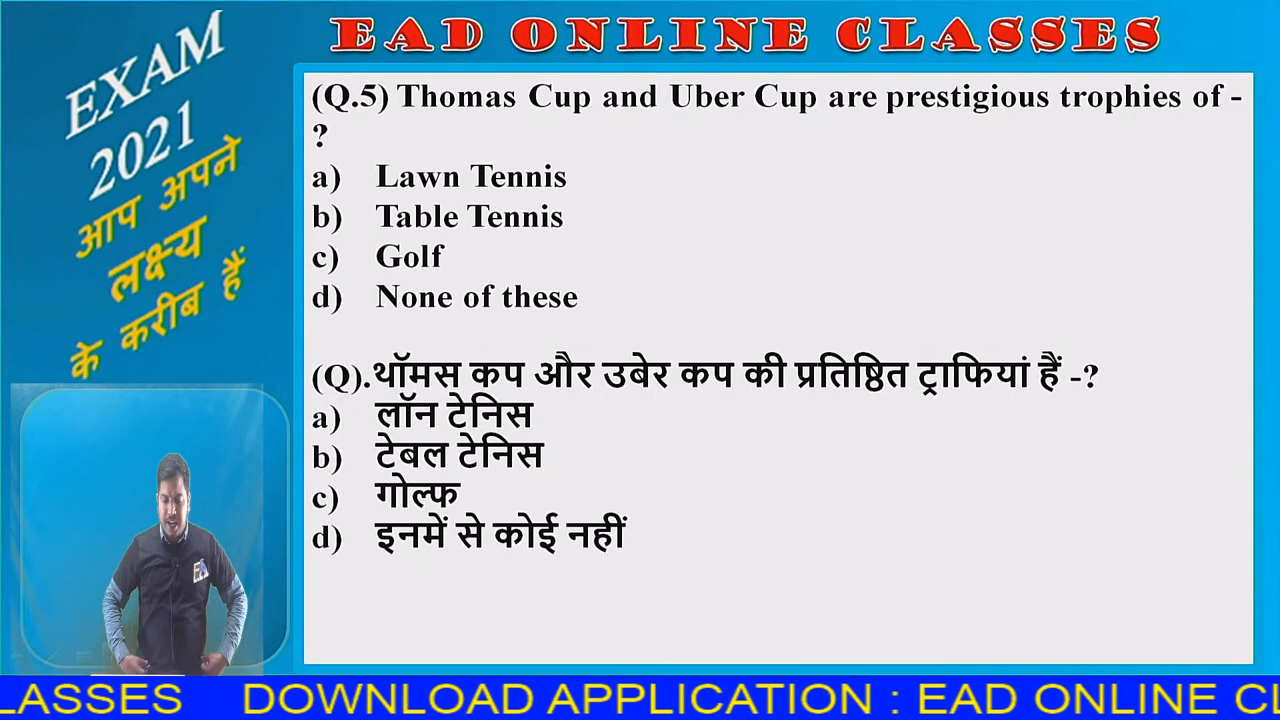 EAD ONLINE CLASSES
EXAM
2021
आप अपने
लक्ष्य
के करीब हैं
(Q.5) Thomas Cup and Uber Cup are prestigious trophies of -
?
a) Lawn Tennis
b) Table Tennis
c) Golf
d) None of these
(Q).थॉमस कप और उबेर कप की प्रतिष्ठित ट्राफियां हैं -?
a) लॉन टेनिस
b) टेबल टेनिस
c) गोल्फ
d) इनमें से कोई नहीं
LASSES DOWNLOAD APPLICATION : EAD ONLINE CL